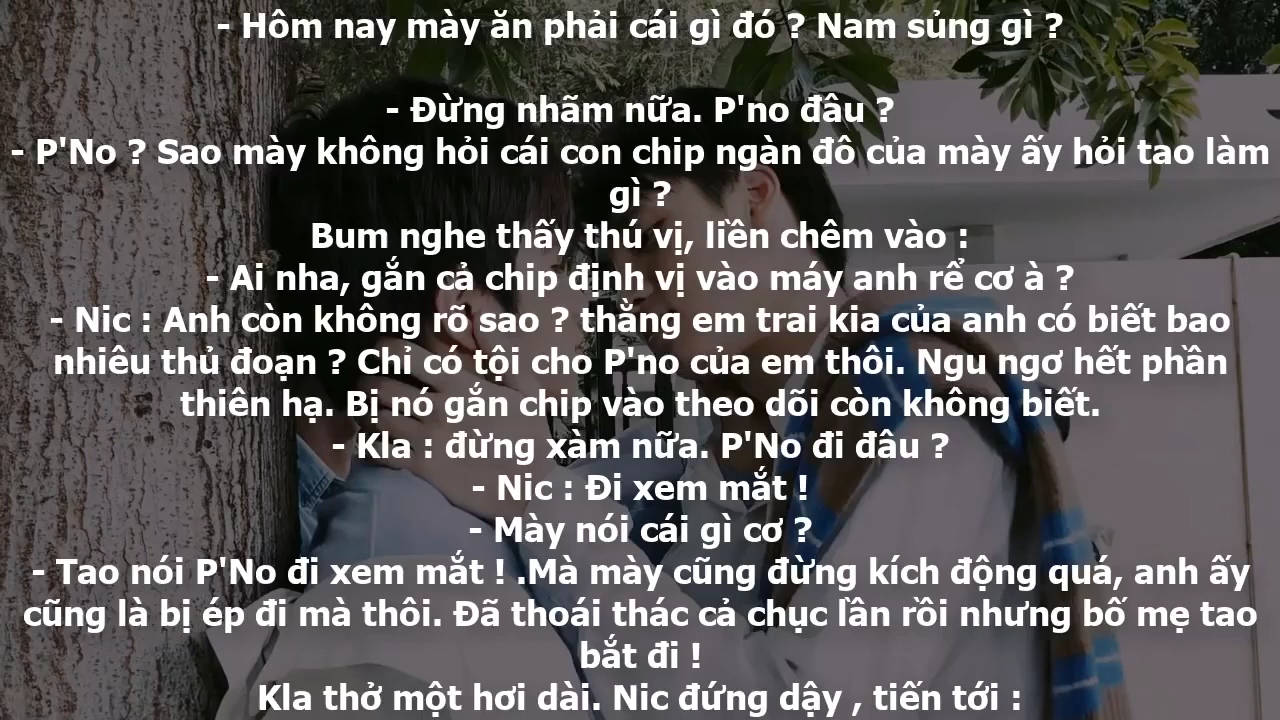 - Hôm nay mày ăn phải cái gì đó ? Nam sủng gì ?
- Đừng nhãm nữa. P'no đâu ?
- P'No ? Sao mày không hỏi cái con chip ngàn đô của mày ấy hỏi tao làm
gì ?
Bum nghe thấy thú vị, liền chêm vào :
- Ai nha, gắn cả chip định vị vào máy anh rể cơ à ?
- Nic : Anh còn không rõ sao ? thằng em trai kia của anh có biết bao
nhiêu thủ đoạn ? Chỉ có tội cho P'no của em thôi. Ngu ngơ hết phần
thiên hạ. Bị nó gắn chip vào theo dõi còn không biết.
- Kla : đừng xàm nữa. P'No đi đâu ?
- Nic : Đi xem mắt !
- Mày nói cái gì cơ ?
- Tao nói P'No đi xem mắt ! .Mà mày cũng đừng kích động quá, anh ấy
cũng là bị ép đi mà thôi. Đã thoái thác cả chục lần rồi nhưng bố mẹ tao
bắt đi !
Kla thở một hơi dài. Nic đứng dậy , tiến tới :